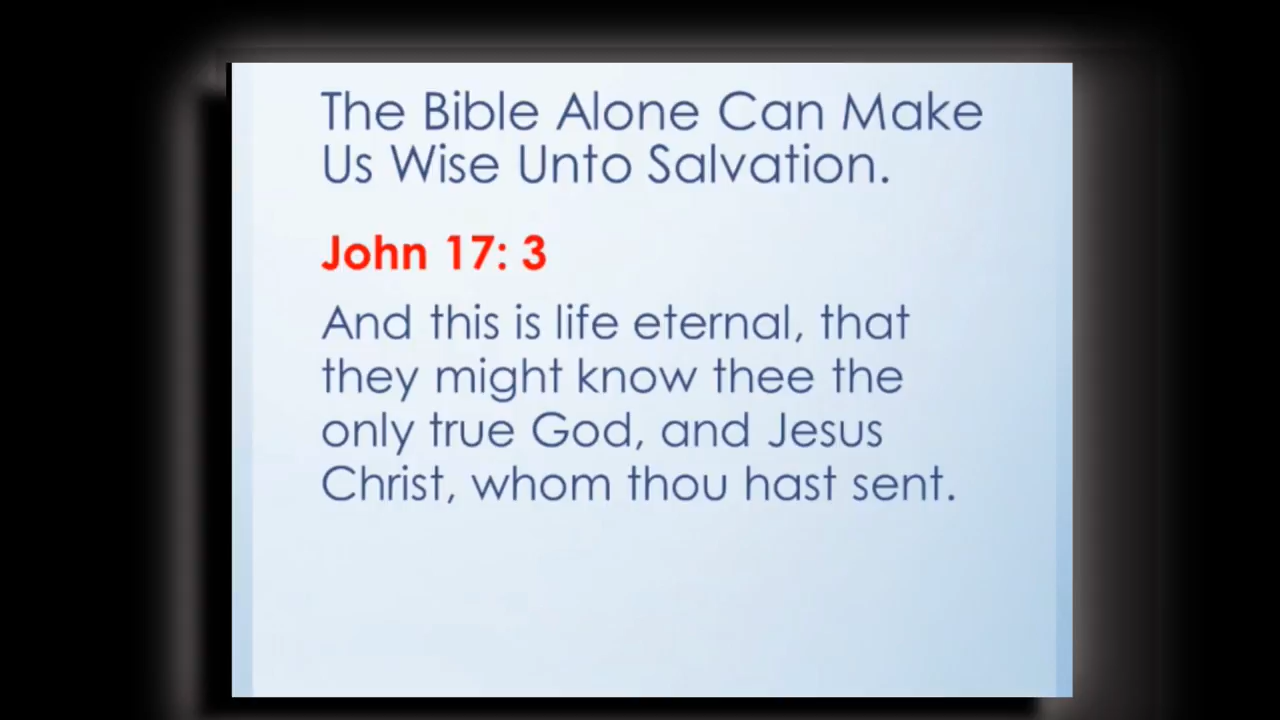 The Bible Alone Can Make
Us Wise Unto Salvation.
John 17: 3
And this is life eternal, that
they might know thee the
only true God, and Jesus
Christ, whom thou hast sent.